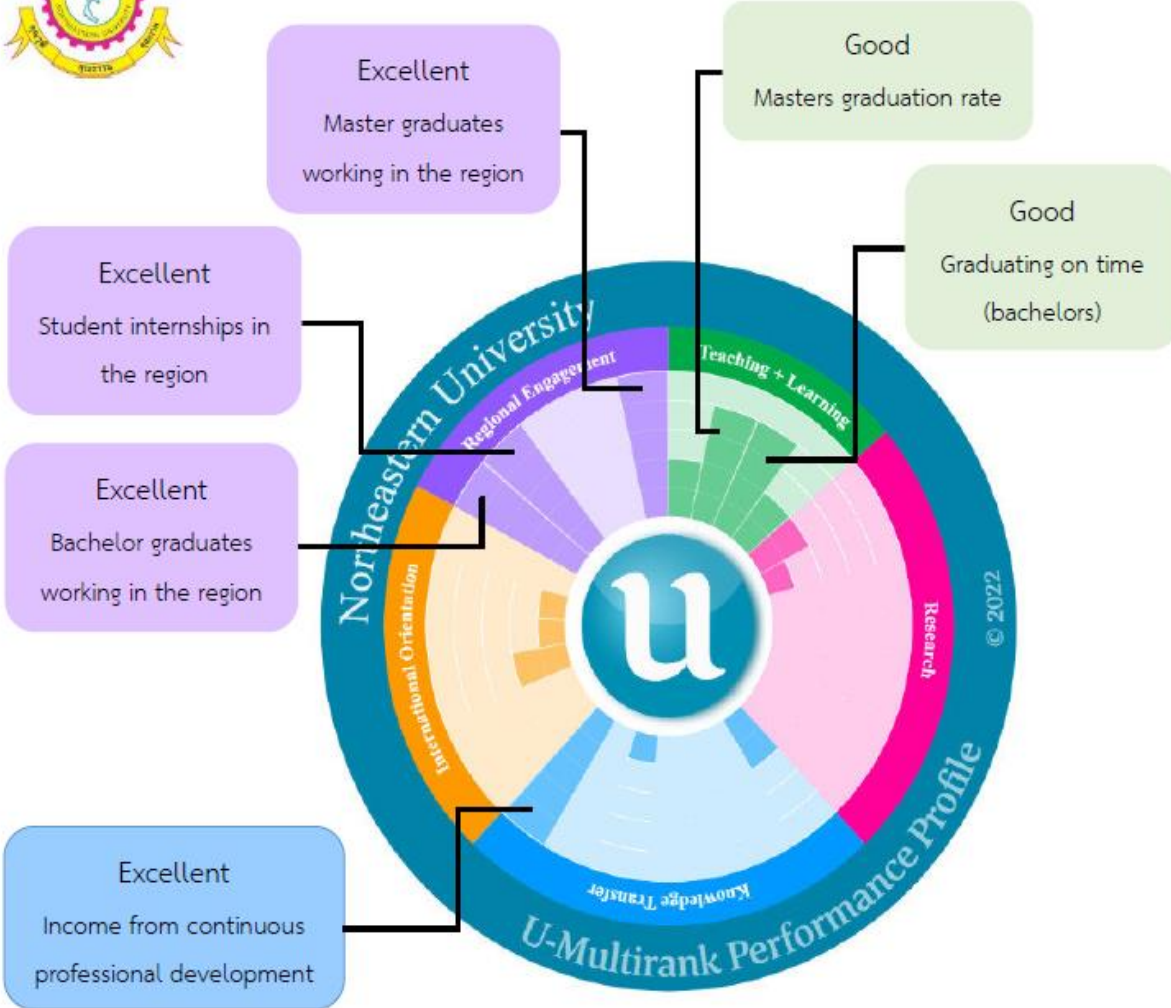 Excellent
Master graduates
working in the region
Good
Masters graduation rate
Good
Graduating on time
(bachelors)
Excellent
Student internships in
the region
Excellent
Bachelor graduates
working in the region
Excellent
Income from continuous
professional development
Northeastern University
Regional Engagement
Teaching + Learning
Research
Knowledge Transfer
International Orientation
u
© 2022
U-Multirank Performance Profile